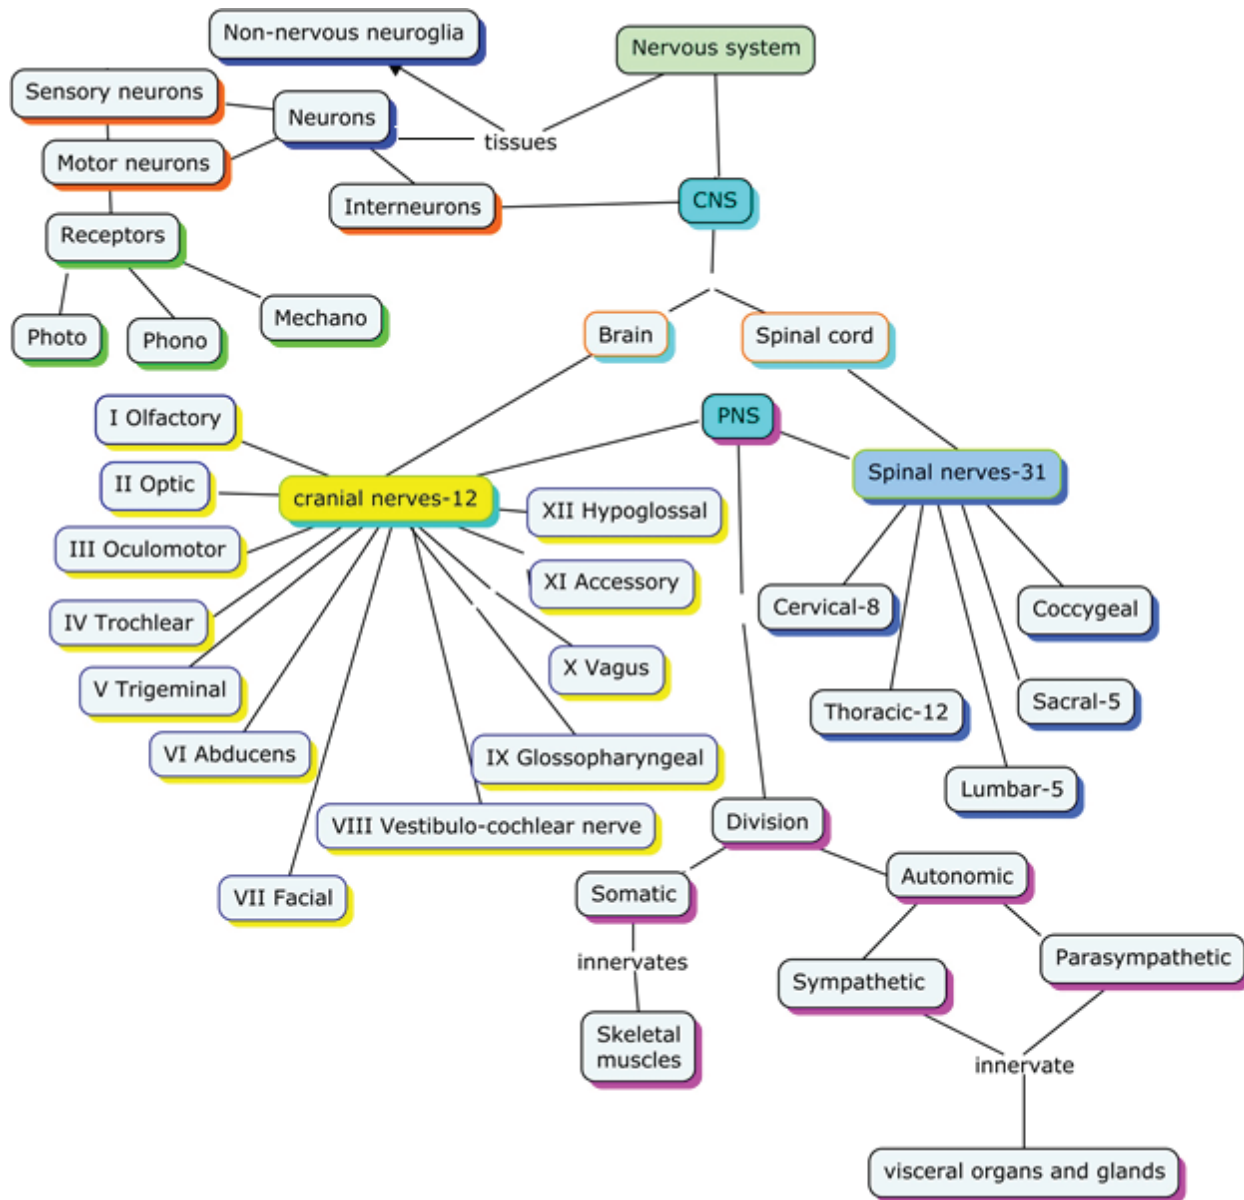 Non-nervous neuroglia
Nervous system
Sensory neurons
Neurons
tissues
Motor neurons
Interneurons
CNS
Receptors
Photo
Phono
Mechano
Brain
Spinal cord
I Olfactory
PNS
II Optic
cranial nerves-12
Spinal nerves-31
XII Hypoglossal
III Oculomotor
XI Accessory
Cervical-8
Coccygeal
IV Trochlear
X Vagus
V Trigeminal
Thoracic-12
Sacral-5
VI Abducens
IX Glossopharyngeal
Lumbar-5
VIII Vestibulo-cochlear nerve
Division
VII Facial
Somatic
Autonomic
innervates
Sympathetic
Parasympathetic
Skeletal
muscles
innervate
visceral organs and glands